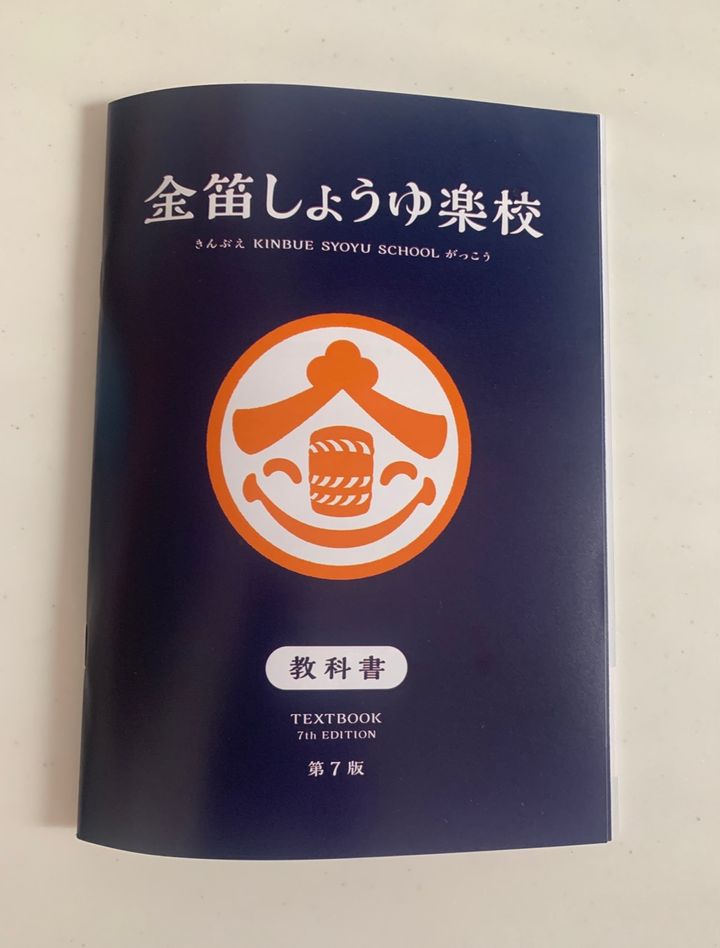 金笛しょうゆ楽校
きんぶえ KINBUE SYOYU SCHOOL がっこう
教科書
TEXTBOOK
7th EDITION
第7版